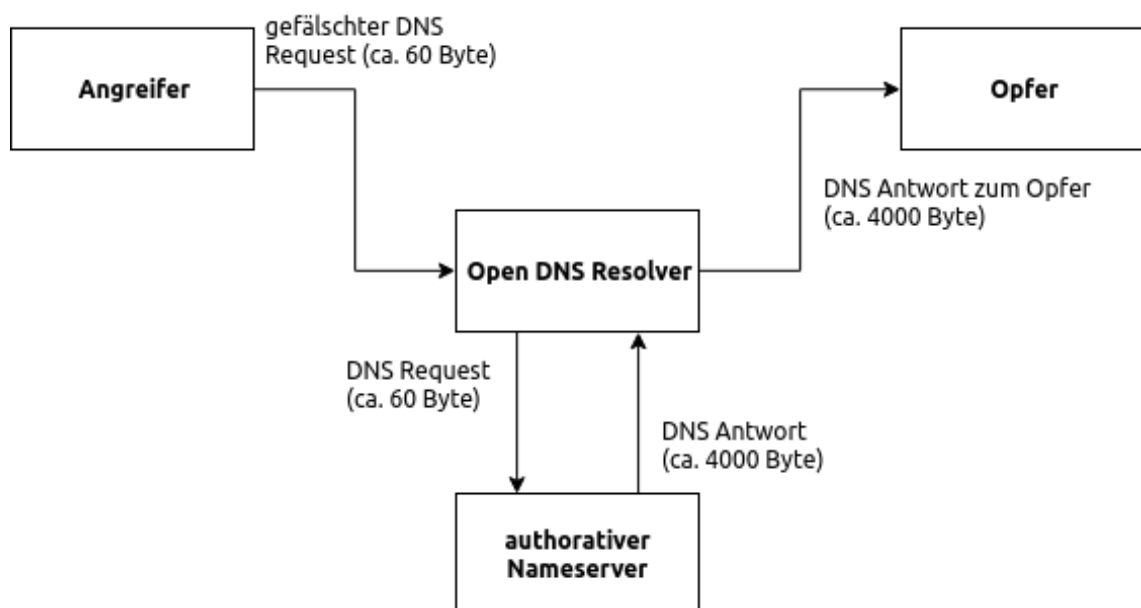 gefälschter DNS
Request (ca. 60 Byte)
Angreifer
Opfer
DNS Antwort zum Opfer
(ca. 4000 Byte)
Open DNS Resolver
DNS Request
(ca. 60 Byte)
DNS Antwort
(ca. 4000 Byte)
authorativer
Nameserver